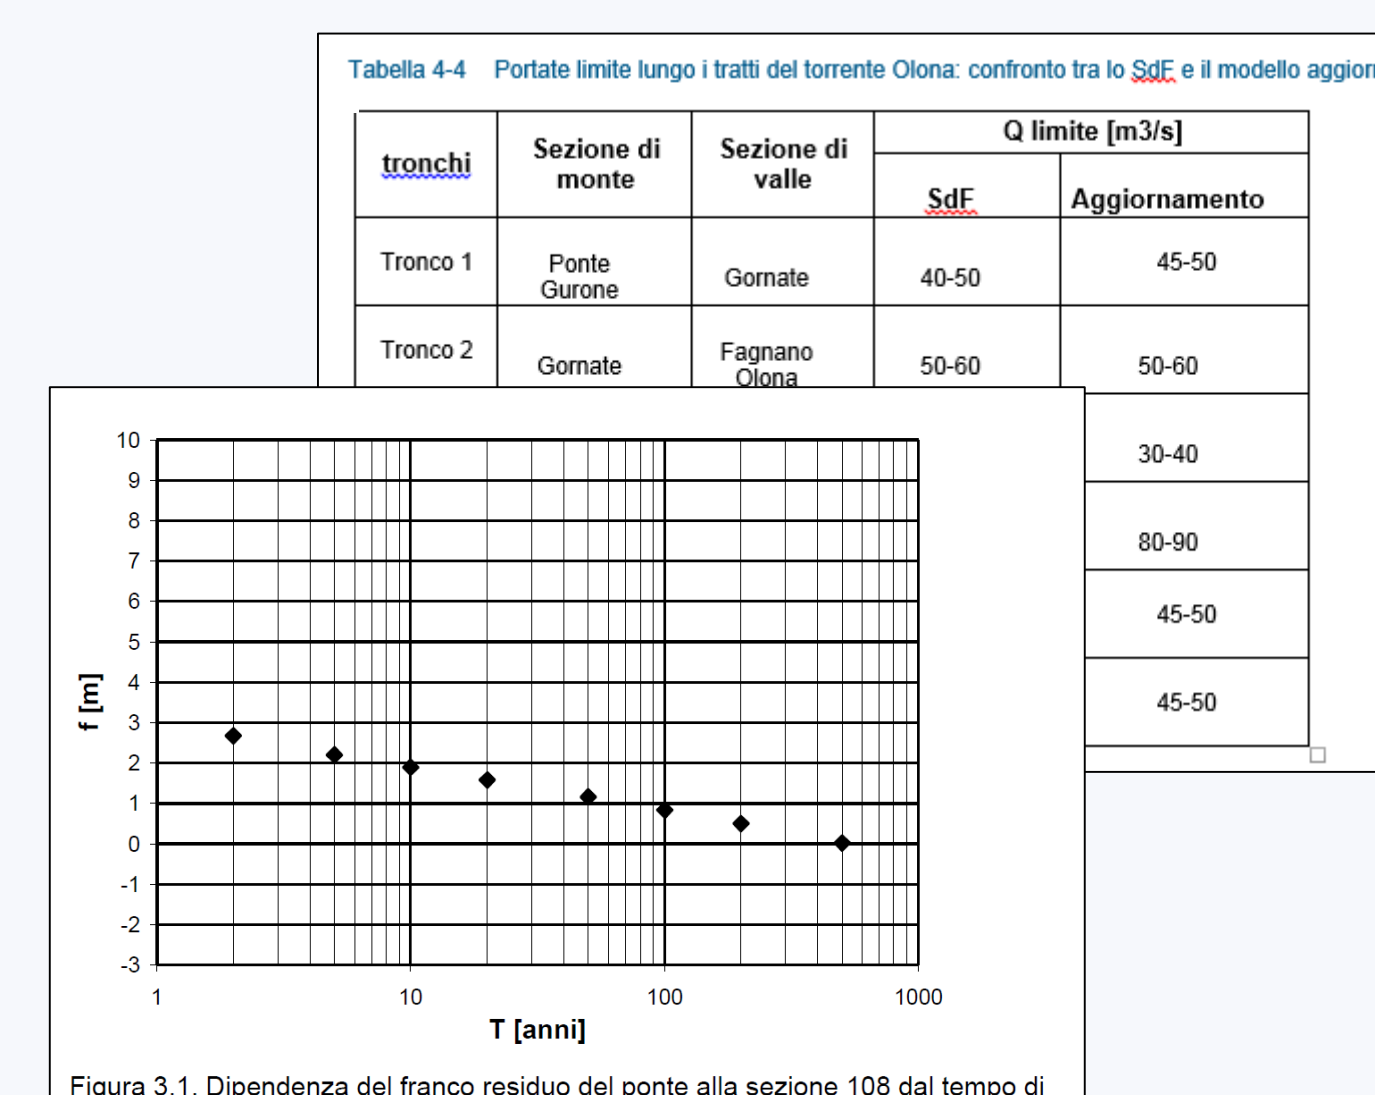 Tabella 4-4 Portate limite lungo i tratti del torrente Olona: confronto tra lo SdF e il modello
tronchi
Sezione di
monte
Sezione di
valle
Q limite [m3/s]
SdF
Aggiornamento
Tronco 1
Ponte
Gurone
Gornate
40-50
45-50
Tronco 2
Gornate
Fagnano
Olona
50-60
50-60
30-40
80-90
45-50
45-50
10
9
8
7
6
5
4
3
2
1
0
-1
-2
-3
f [m]
1
10
100
1000
T [anni]
Figura 3.1. Dipendenza del franco residuo del ponte alla sezione 108 dal tempo di